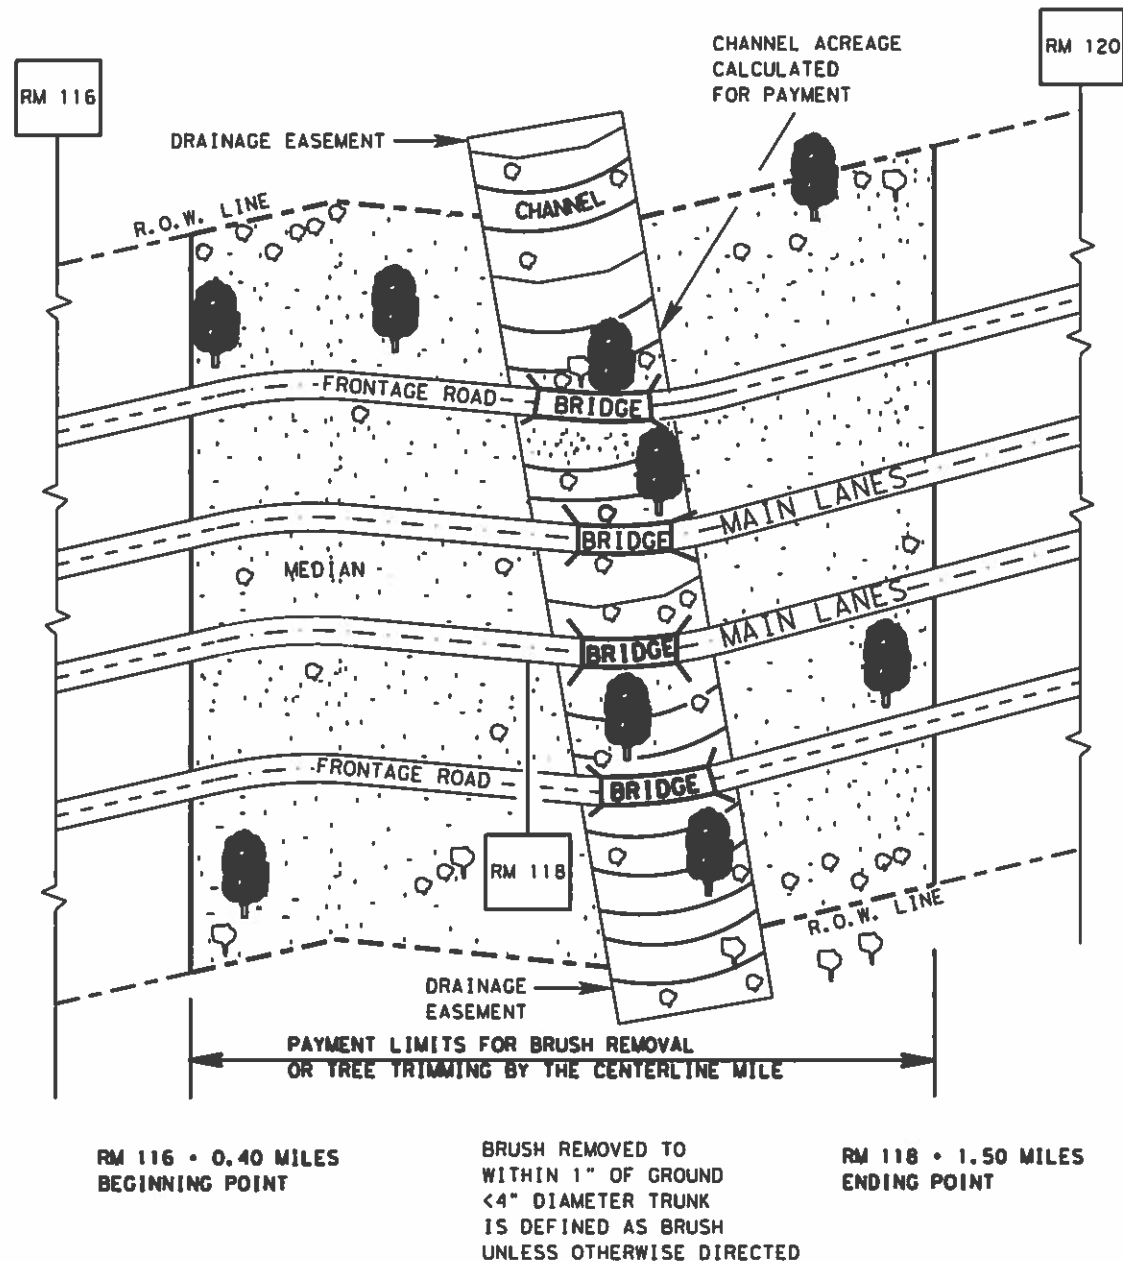 CHANNEL ACREAGE
CALCULATED
FOR PAYMENT
RM 120
RM 116
DRAINAGE EASEMENT
R.O.W. LINE
CHANNEL
FRONTAGE ROAD
BRIDGE
MAIN LANES
BRIDGE
MEDIAN
MAIN LANES
BRIDGE
FRONTAGE ROAD
BRIDGE
RM 118
R.O.W. LINE
DRAINAGE
EASEMENT
PAYMENT LIMITS FOR BRUSH REMOVAL
OR TREE TRIMMING BY THE CENTERLINE MILE
RM 116 + 0.40 MILES
BEGINNING POINT
BRUSH REMOVED TO
WITHIN 1" OF GROUND
<4" DIAMETER TRUNK
IS DEFINED AS BRUSH
UNLESS OTHERWISE DIRECTED
RM 118 + 1.50 MILES
ENDING POINT